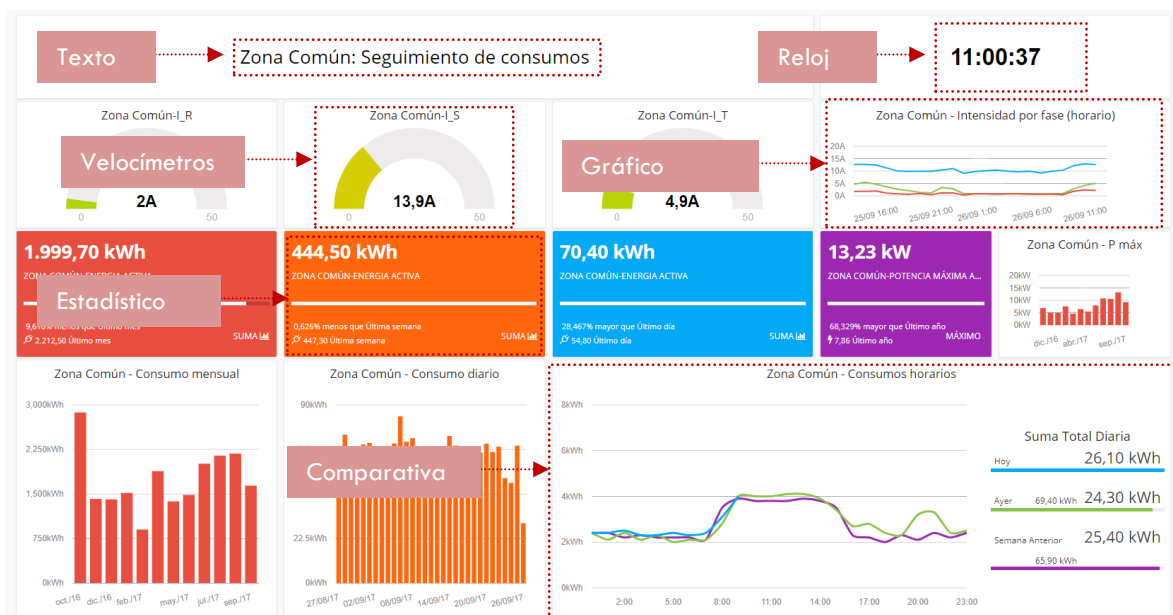 Texto
Zona Común: Seguimiento de consumos
Reloj
11:00:37
Zona Común-I_R
Zona Común-I_S
Zona Común-I_T
Zona Común - Intensidad por fase (horario)
Velocímetros
Gráfico
2A
0
50
13,9A
0
50
4,9A
0
50
20A
15A
10A
5A
0A
25/09 16:00
25/09 21:00
26/09 1:00
26/09 6:00
26/09 11:00
1.999,70 kWh
ZONA COMÚN-ENERGIA ACTIVA
Estadístico
menos que Último mes
2.212,50 Último mes
SUMA
444,50 kWh
ZONA COMÚN-ENERGIA ACTIVA
0,626% menos que Última semana
447,30 Última semana
SUMA
70,40 kWh
ZONA COMÚN-ENERGIA ACTIVA
28,467% mayor que Último día
54,80 Último día
SUMA
13,23 kW
ZONA COMÚN-POTENCIA MÁXIMA A...
68,329% mayor que Último año
7,86 Último año
MÁXIMO
Zona Común - P máx
20kW
15kW
10kW
5kW
0kW
dic./16
abr./17
sep./17
Zona Común - Consumo mensual
3,000kWh
2,250kWh
1,500kWh
750kWh
0kWh
oct./16
dic./16
feb./17
may./17
jul./17
sep./17
Zona Común - Consumo diario
90kWh
22.5kWh
0kWh
27/08/17
02/09/17
08/09/17
14/09/17
20/09/17
26/09/17
Comparativa
Zona Común - Consumos horarios
8kWh
6kWh
4kWh
2kWh
0kWh
2:00
5:00
8:00
11:00
14:00
17:00
20:00
23:00
Suma Total Diaria
Hoy 26,10 kWh
Ayer 69,40 kWh 24,30 kWh
Semana Anterior 25,40 kWh
65,90 kWh